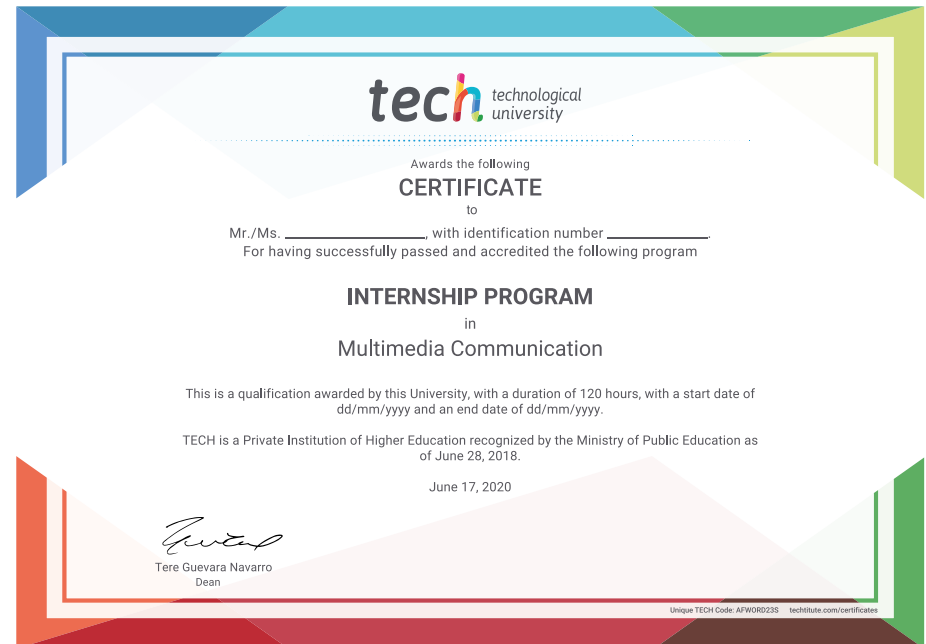 tech technological
university
Awards the following
CERTIFICATE
to
Mr./Ms. ____________________, with identification number ______________.
For having successfully passed and accredited the following program
INTERNSHIP PROGRAM
in
Multimedia Communication
This is a qualification awarded by this University, with a duration of 120 hours, with a start date of
dd/mm/yyyy and an end date of dd/mm/yyyy.
TECH is a Private Institution of Higher Education recognized by the Ministry of Public Education as
of June 28, 2018.
June 17, 2020
Tere Guevara Navarro
Dean
Unique TECH Code: AFWORD23S techtitute.com/certificates